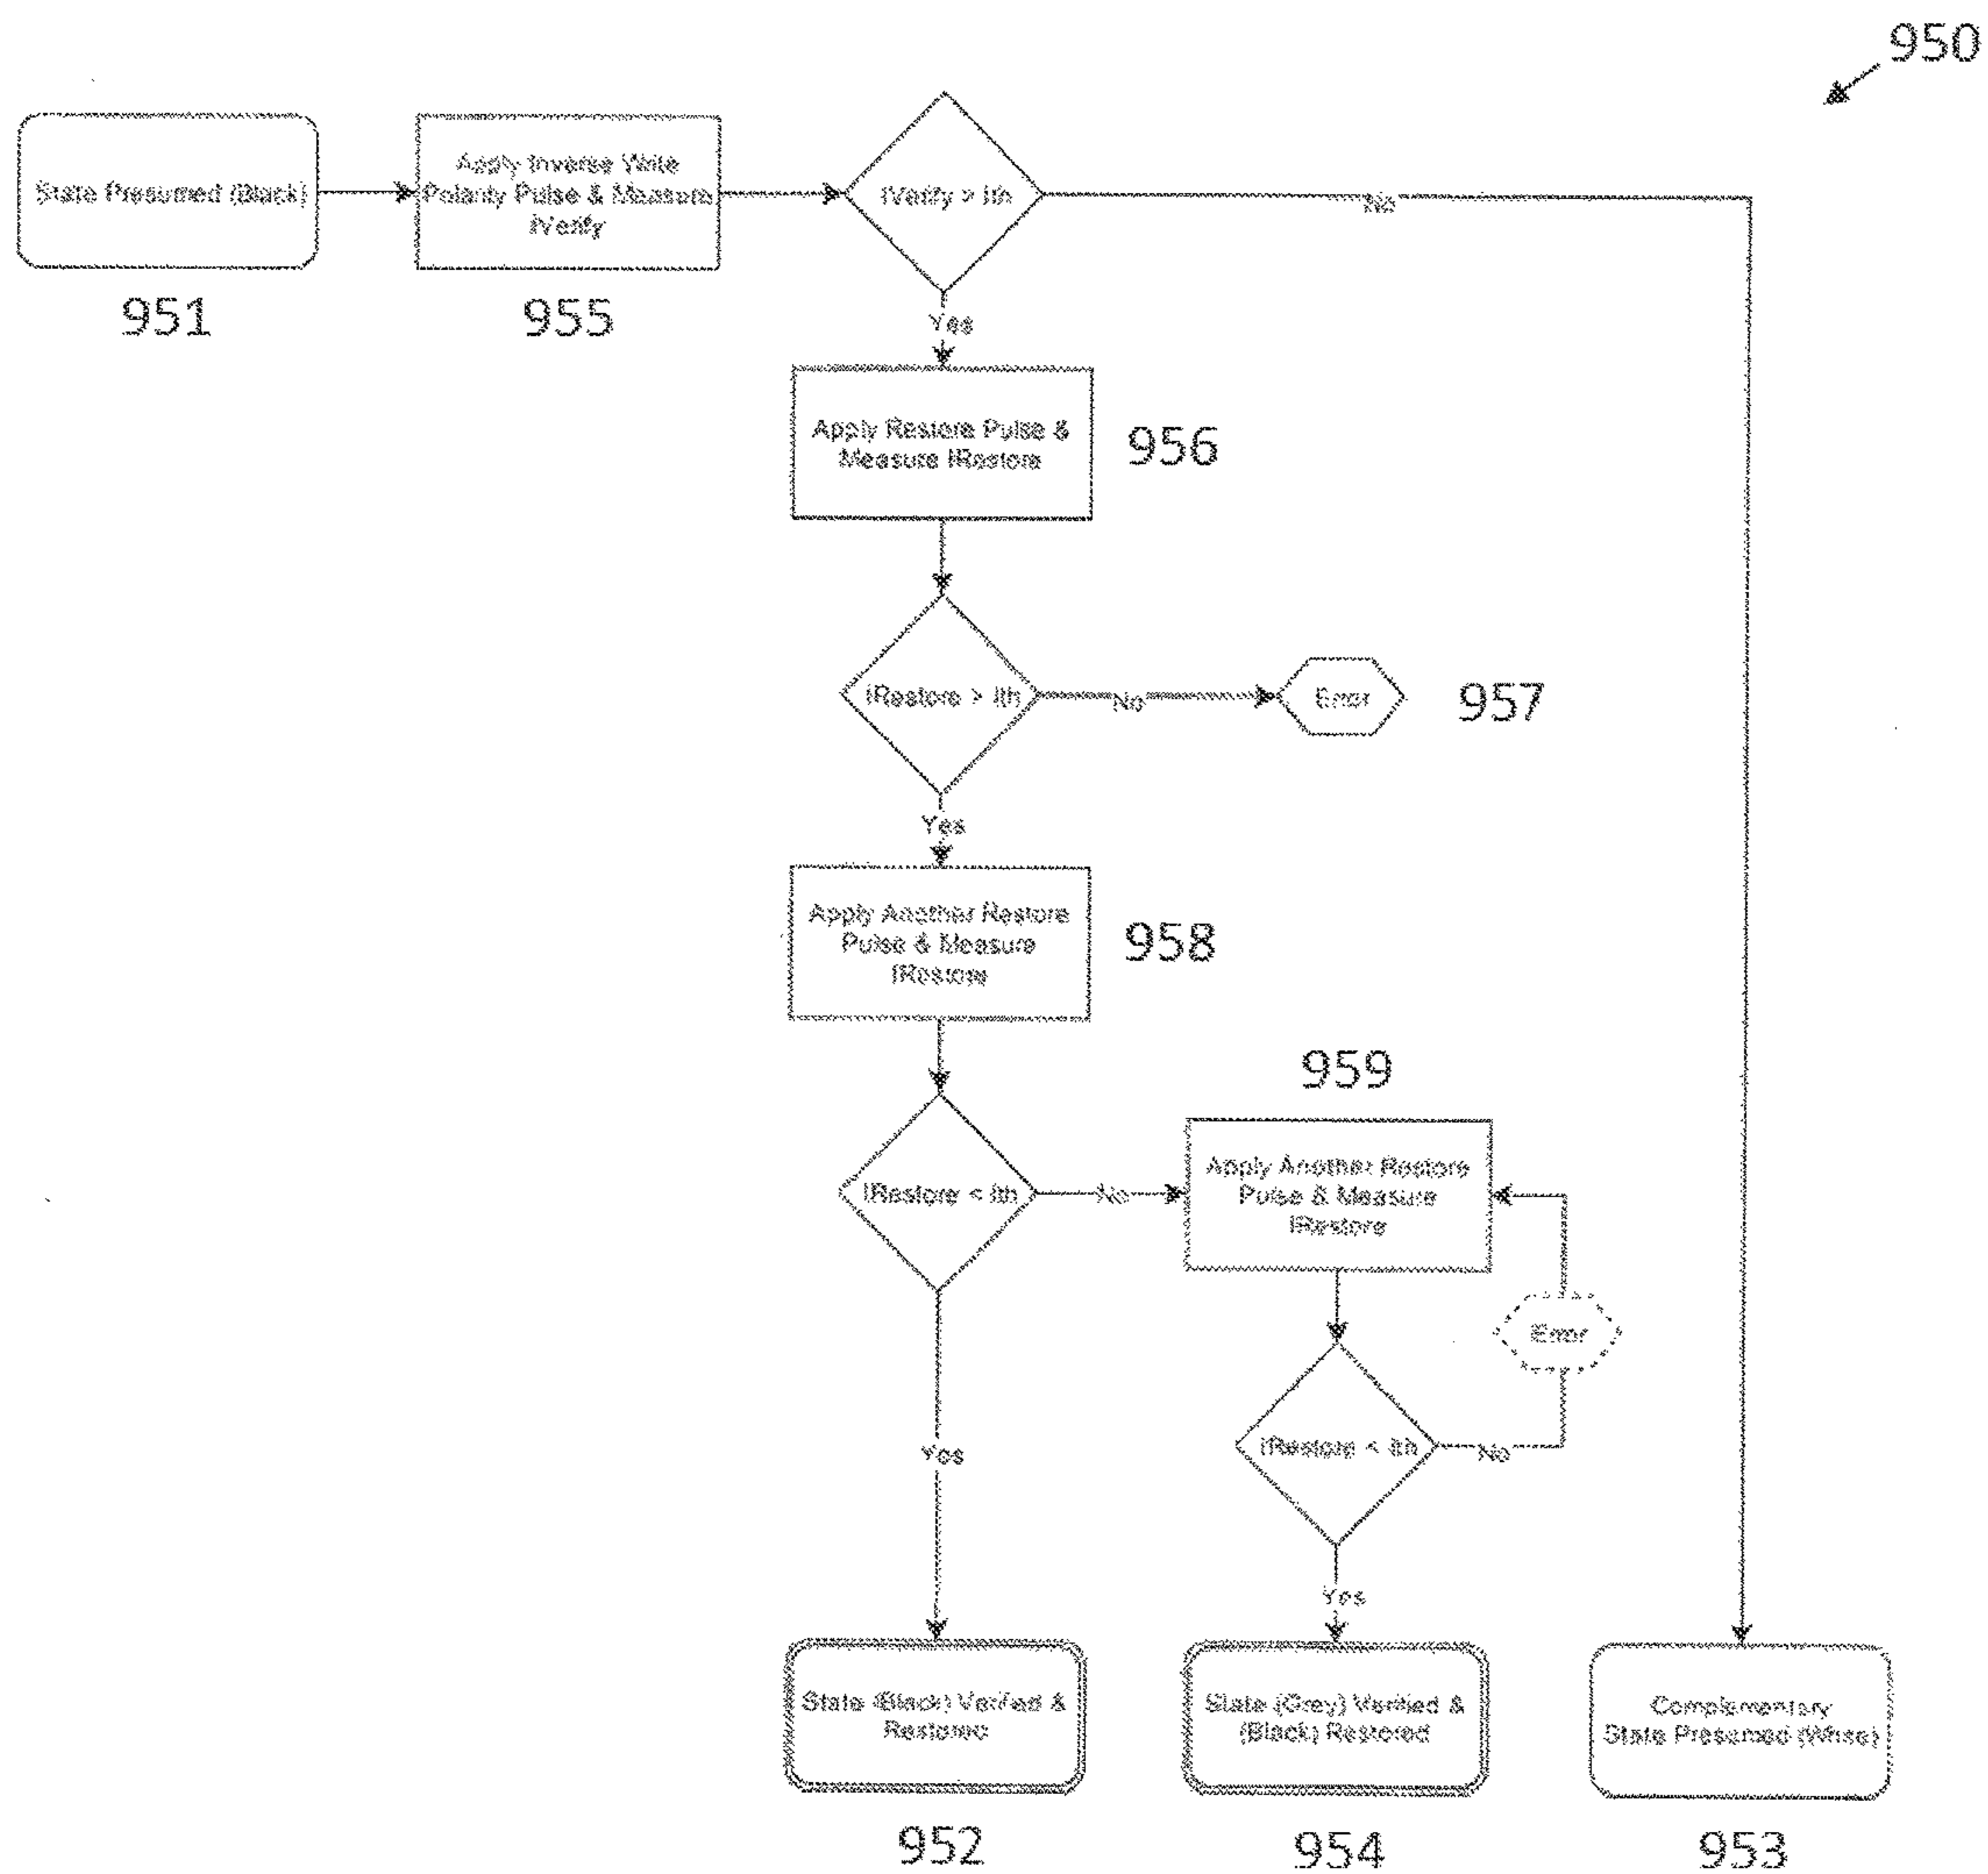 950
State Presumed (Black)
951
Apply Inverse Write
Polarity Pulse & Measure
IVerify
955
IVerify > Ith
No
Yes
Apply Restore Pulse &
Measure IRestore
956
IRestore > Ith
No
Error
957
Yes
Apply Another Restore
Pulse & Measure
IRestore
958
959
IRestore < Ith
No
Apply Another Restore
Pulse & Measure
IRestore
Error
Yes
IRestore < Ith
No
Yes
State (Black) Verified &
Restored
952
State (Grey) Verified &
(Black) Restored
954
Complementary
State Presumed (White)
953